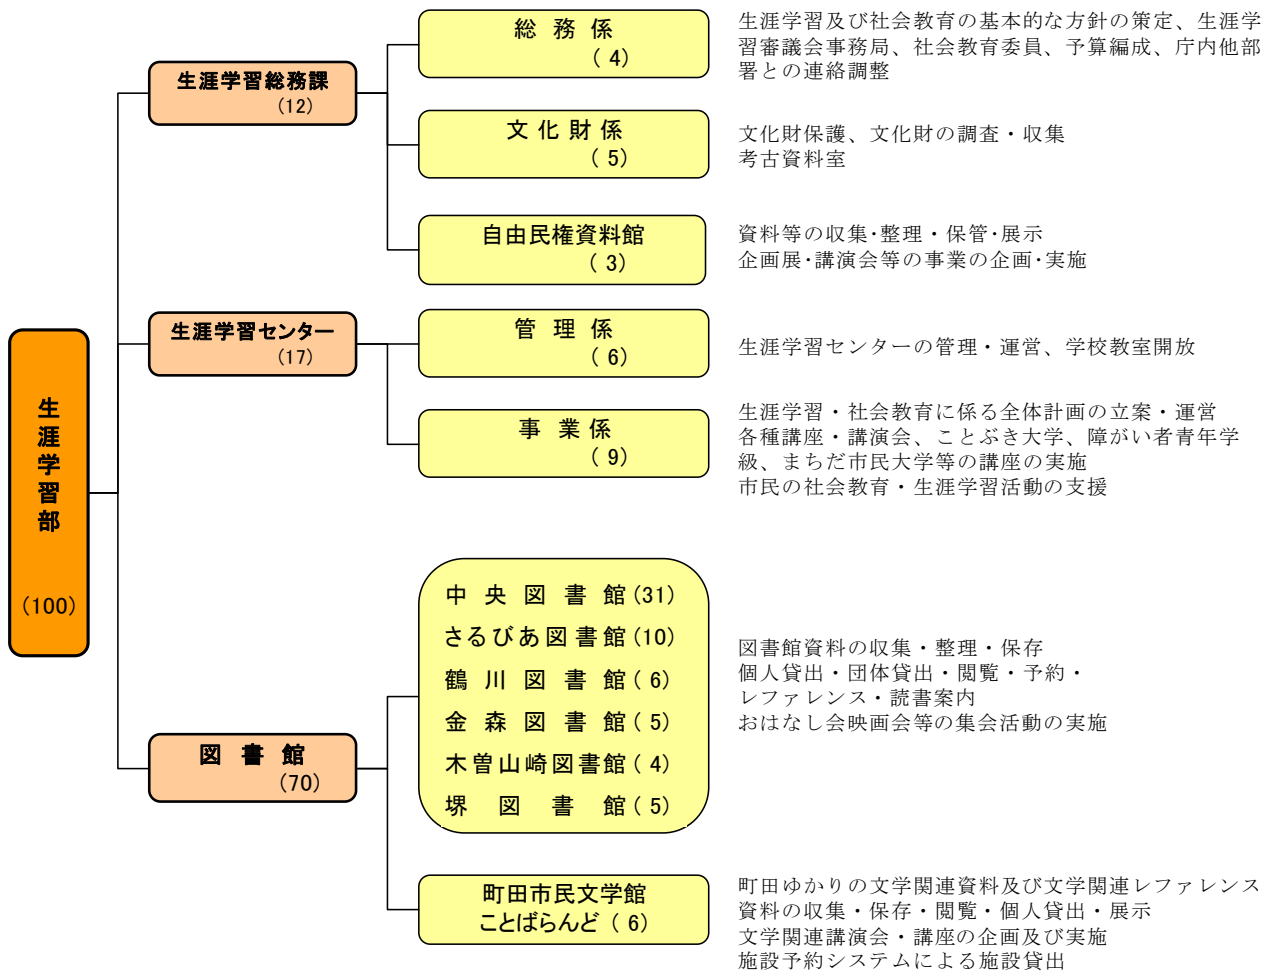 生涯学習部
(100)
生涯学習総務課
(12)
総務係
( 4)
生涯学習及び社会教育の基本的な方針の策定、生涯学
習審議会事務局、社会教育委員、予算編成、庁内他部
署との連絡調整
文化財係
( 5)
文化財保護、文化財の調査・収集
考古資料室
自由民権資料館
( 3)
資料等の収集・整理・保管・展示
企画展・講演会等の事業の企画・実施
生涯学習センター
(17)
管理係
( 6)
生涯学習センターの管理・運営、学校教室開放
事業係
( 9)
生涯学習・社会教育に係る全体計画の立案・運営
各種講座・講演会、ことぶき大学、障がい者青年学
級、まちだ市民大学等の講座の実施
市民の社会教育・生涯学習活動の支援
図書館
(70)
中央図書館(31)
さるびあ図書館(10)
鶴川図書館( 6)
金森図書館( 5)
木曽山崎図書館( 4)
堺図書館( 5)
図書館資料の収集・整理・保存
個人貸出・団体貸出・閲覧・予約・
レファレンス・読書案内
おはなし会映画会等の集会活動の実施
町田市民文学館
ことばらんど ( 6)
町田ゆかりの文学関連資料及び文学関連レファレンス
資料の収集・保存・閲覧・個人貸出・展示
文学関連講演会・講座の企画及び実施
施設予約システムによる施設貸出